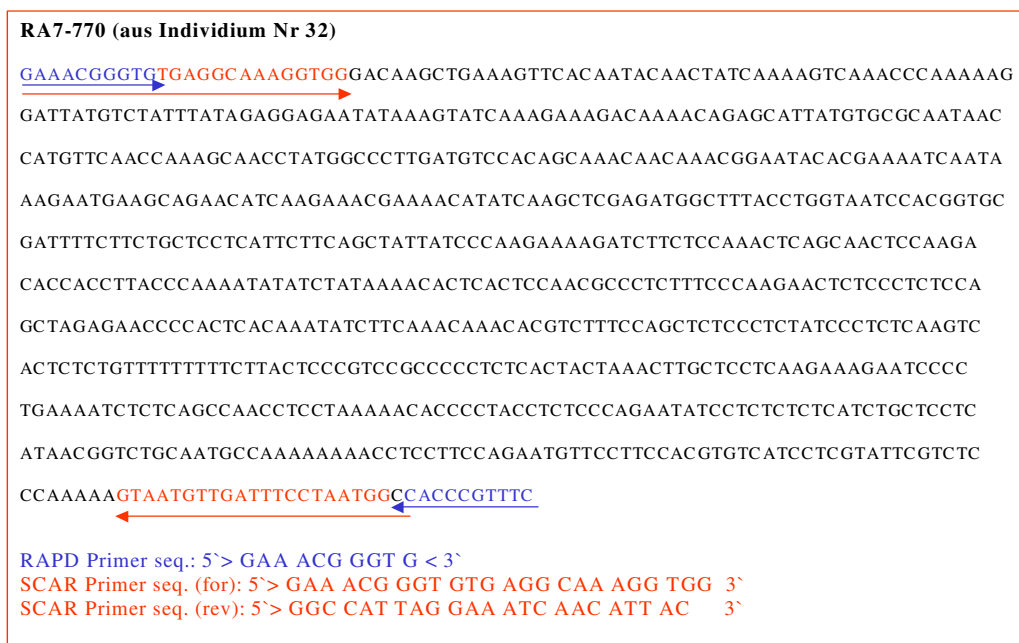 RA7-770 (aus Individium Nr 32)
GAAACGGGTGTGAGGCAAAGGTGGGACAAGCTGAAAGTTCACAATACAACTATCAAAAGTCAAACCCAAAAAG
GATTATGTCTATTTATAGAGGAGAATATAAAGTATCAAAGAAAGACAAAACAGAGCATTATGTGCGCAATAAC
CATGTTCAACCAAAGCAACCTATGGCCCTTGATGTCCACAGCAAACAACAAACGGAATACACGAAAATCAATA
AAGAATGAAGCAGAACATCAAGAAACGAAAACATATCAAGCTCGAGATGGCTTTACCTGGTAATCCACGGTGC
GATTTTCTTCTGCTCCTCATTCTTCAGCTATTATCCCAAGAAAAGATCTTCTCCAAACTCAGCAACTCCAAGA
CACCACCTTACCCAAAATATATCTATAAAACACTCACTCCAACGCCCTCTTTCCCAAGAACTCTCCCTCTCCA
GCTAGAGAACCCCACTCACAAATATCTTCAAACAAACACGTCTTTCCAGCTCTCCCTCTATCCCTCTCAAGTC
ACTCTCTGTTTTTTTTTCTTACTCCCGTCCGCCCCCTCTCACTACTAAACTTGCTCCTCAAGAAAGAATCCCC
TGAAAATCTCTCAGCCAACCTCCTAAAAACACCCCTACCTCTCCCAGAATATCCTCTCTCTCATCTGCTCCTC
ATAACGGTCTGCAATGCCAAAAAAAACCTCCTTCCAGAATGTTCCTTCCACGTGTCATCCTCGTATTCGTCTC
CCAAAAAGTAATGTTGATTTCCTAATGGCCACCCGTTTC
RAPD Primer seq.: 5`> GAA ACG GGT G < 3`
SCAR Primer seq. (for): 5`> GAA ACG GGT GTG AGG CAA AGG TGG 3`
SCAR Primer seq. (rev): 5`> GGC CAT TAG GAA ATC AAC ATT AC 3`